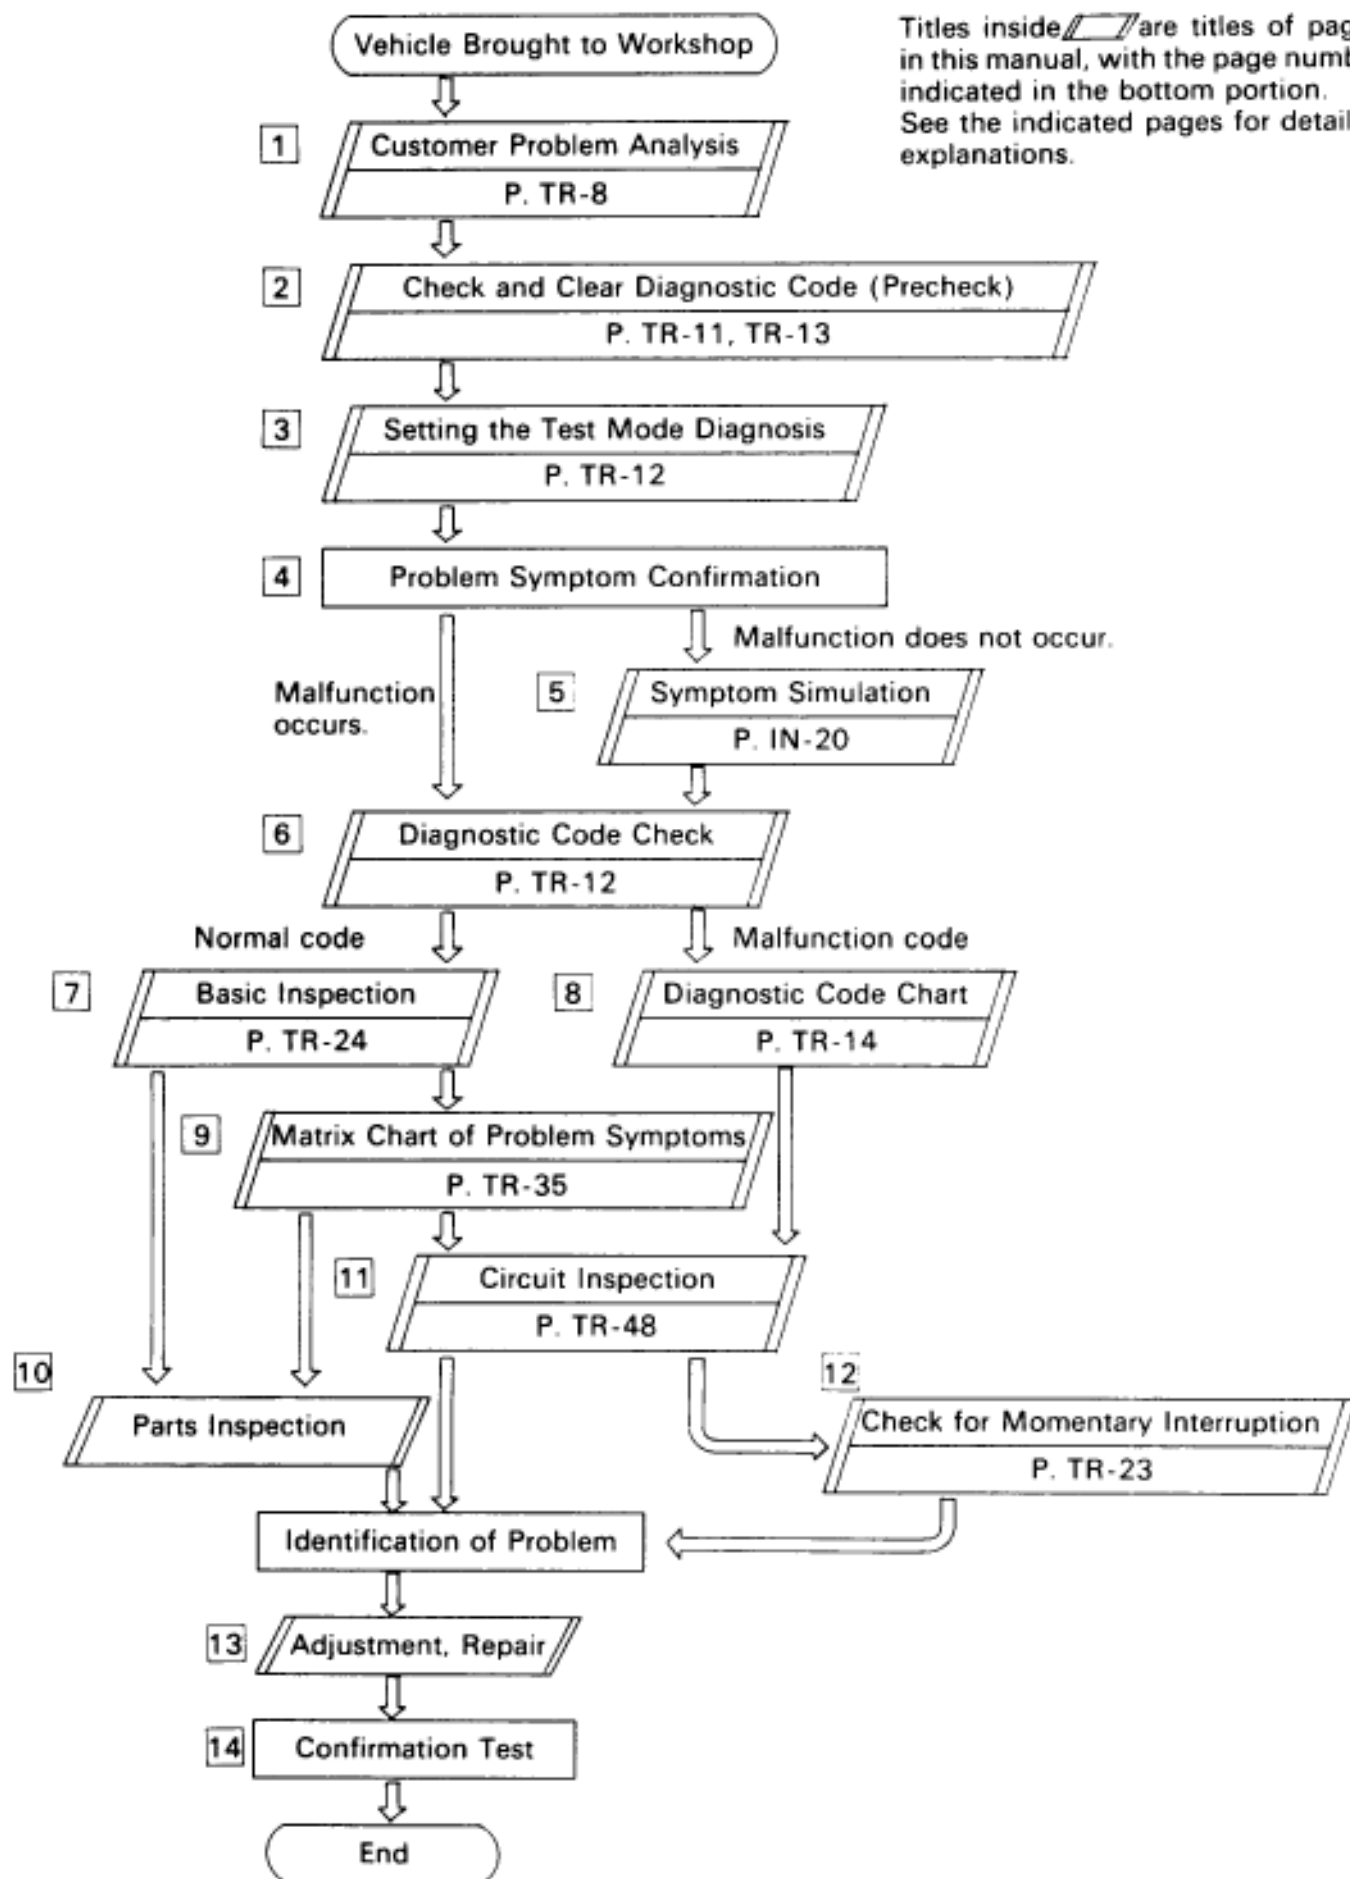 Vehicle Brought to Workshop
Titles inside are titles of pag
in this manual, with the page numb
indicated in the bottom portion.
See the indicated pages for detail
explanations.
1
Customer Problem Analysis
P. TR-8
2
Check and Clear Diagnostic Code (Precheck)
P. TR-11, TR-13
3
Setting the Test Mode Diagnosis
P. TR-12
4
Problem Symptom Confirmation
Malfunction does not occur.
Malfunction
occurs.
5
Symptom Simulation
P. IN-20
6
Diagnostic Code Check
P. TR-12
Normal code
Malfunction code
7
Basic Inspection
P. TR-24
8
Diagnostic Code Chart
P. TR-14
9
Matrix Chart of Problem Symptoms
P. TR-35
11
Circuit Inspection
P. TR-48
10
Parts Inspection
12
Check for Momentary Interruption
P. TR-23
Identification of Problem
13
Adjustment, Repair
14
Confirmation Test
End